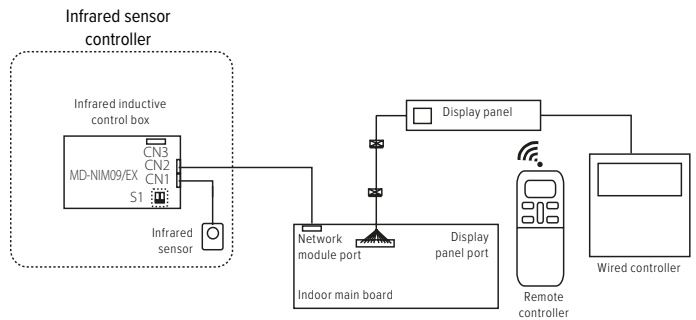 Infrared sensor
controller
Infrared inductive
control box
CN3
CN2
MD-NIM09/EX
CN1
S1
Infrared
sensor
Display panel
Network
module port
Display
panel port
Indoor main board
Remote
controller
Wired controller